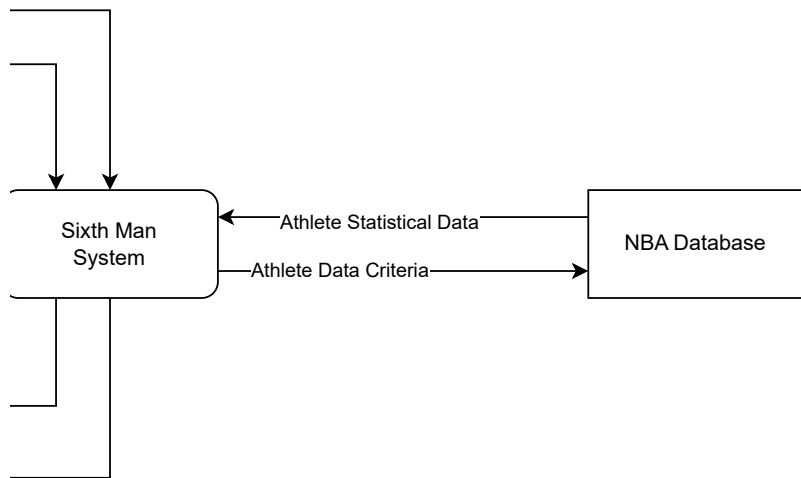 Sixth Man
System
Athlete Statistical Data
Athlete Data Criteria
NBA Database